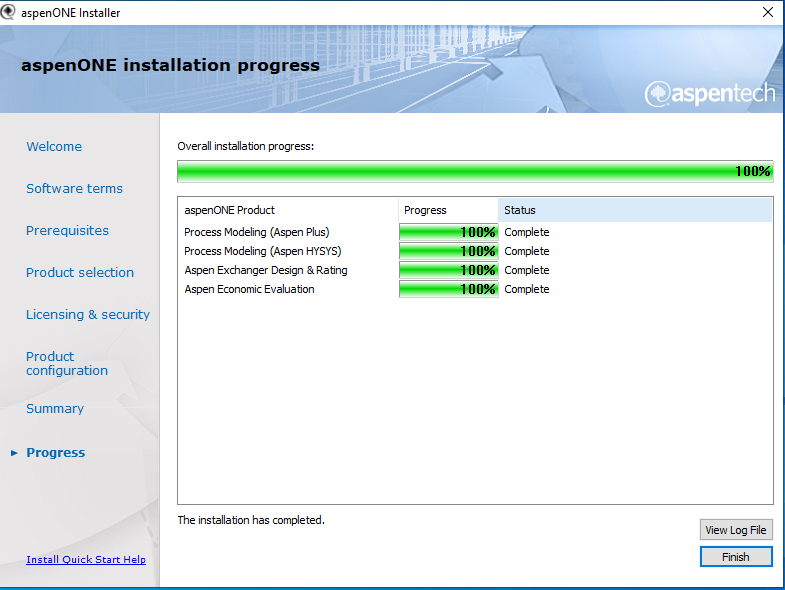 aspenONE Installer
aspenONE installation progress
aspentech
Welcome
Software terms
Prerequisites
Product selection
Licensing & security
Product
configuration
Summary
Progress
Install Quick Start Help
Overall installation progress:
100%
aspenONE Product Progress Status
Process Modeling (Aspen Plus) 100% Complete
Process Modeling (Aspen HYSYS) 100% Complete
Aspen Exchanger Design & Rating 100% Complete
Aspen Economic Evaluation 100% Complete
The installation has completed.
View Log File
Finish